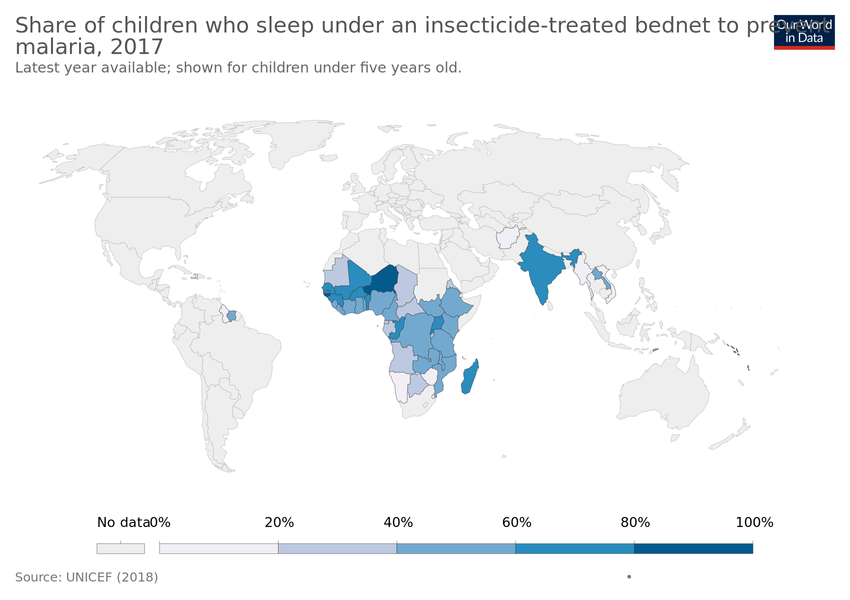 Share of children who sleep under an insecticide-treated bednet to prevent
malaria, 2017
Our World
in Data
Latest year available; shown for children under five years old.
No data
0%
20%
40%
60%
80%
100%
Source: UNICEF (2018)